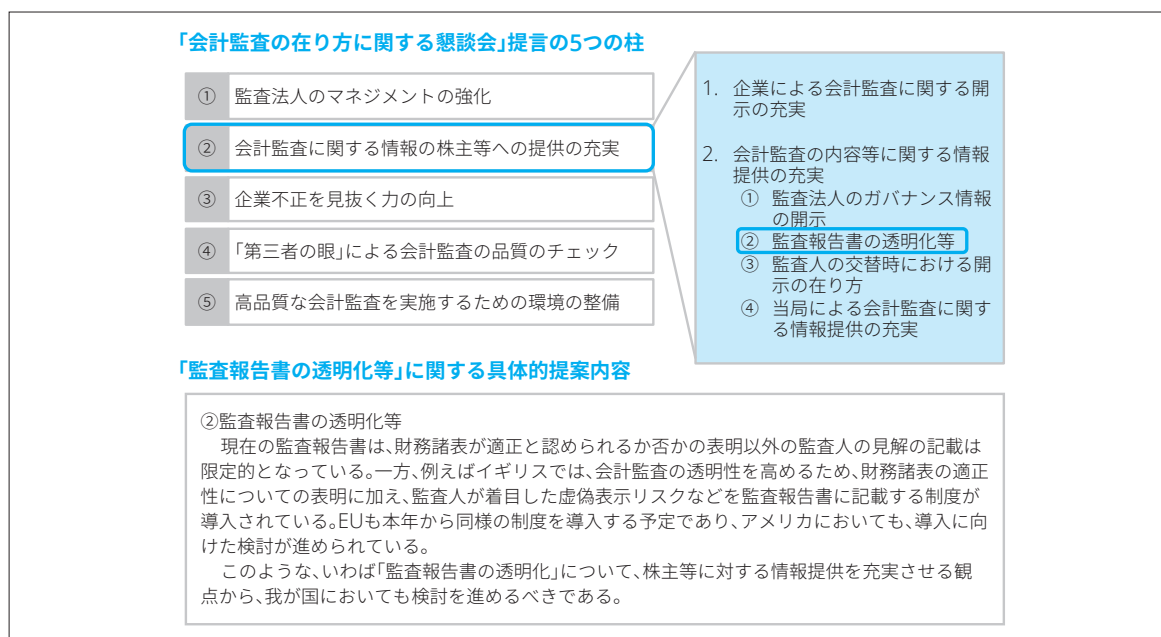 「会計監査の在り方に関する懇談会」提言の5つの柱
① 監査法人のマネジメントの強化
② 会計監査に関する情報の株主等への提供の充実
③ 企業不正を見抜く力の向上
④ 「第三者の眼」による会計監査の品質のチェック
⑤ 高品質な会計監査を実施するための環境の整備
1. 企業による会計監査に関する開
示の充実
2. 会計監査の内容等に関する情報
提供の充実
① 監査法人のガバナンス情報
の開示
② 監査報告書の透明化等
③ 監査人の交替時における開
示の在り方
④ 当局による会計監査に関す
る情報提供の充実
「監査報告書の透明化等」に関する具体的提案内容
②監査報告書の透明化等
現在の監査報告書は、財務諸表が適正と認められるか否かの表明以外の監査人の見解の記載は
限定的となっている。一方、例えばイギリスでは、会計監査の透明性を高めるため、財務諸表の適正
性についての表明に加え、監査人が着目した虚偽表示リスクなどを監査報告書に記載する制度が
導入されている。EUも本年から同様の制度を導入する予定であり、アメリカにおいても、導入に向
けた検討が進められている。
このような、いわば「監査報告書の透明化」について、株主等に対する情報提供を充実させる観
点から、我が国においても検討を進めるべきである。